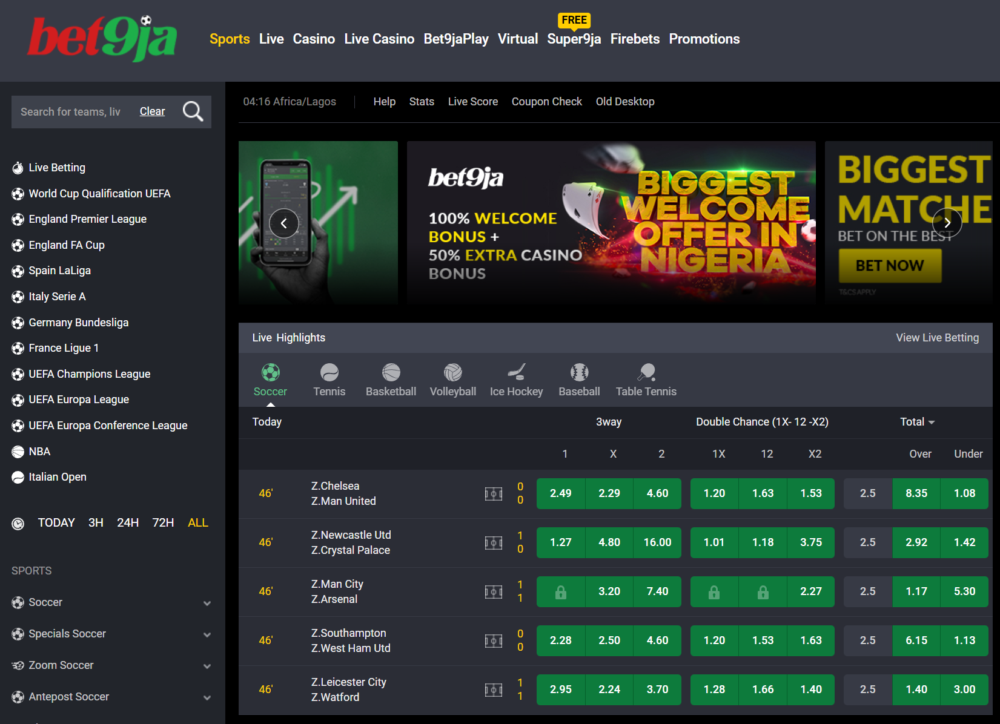 bet9ja
FREE
Sports Live Casino Live Casino Bet9jaPlay Virtual Super9ja Firebets Promotions
Search for teams, liv Clear
04:16 Africa/Lagos Help Stats Live Score Coupon Check Old Desktop
Live Betting
World Cup Qualification UEFA
England Premier League
England FA Cup
Spain LaLiga
Italy Serie A
Germany Bundesliga
France Ligue 1
UEFA Champions League
UEFA Europa League
UEFA Europa Conference League
NBA
Italian Open
TODAY 3H 24H 72H ALL
SPORTS
Soccer
Specials Soccer
Zoom Soccer
Antepost Soccer
bet9ja
100% WELCOME
BONUS +
50% EXTRA CASINO
BONUS
BIGGEST
WELCOME
OFFER IN
NIGERIA
BIGGEST
MATCHE
BET ON THE BEST
BET NOW
T&CS APPLY
Live Highlights View Live Betting
Soccer Tennis Basketball Volleyball Ice Hockey Baseball Table Tennis
Today 3way Double Chance (1X- 12 -X2) Total
1 X 2 1X 12 X2 Over Under
46' Z.Chelsea 0 2.49 2.29 4.60 1.20 1.63 1.53 2.5 8.35 1.08
Z.Man United 0
46' Z.Newcastle Utd 1 1.27 4.80 16.00 1.01 1.18 3.75 2.5 2.92 1.42
Z.Crystal Palace 0
46' Z.Man City 1 3.20 7.40 2.27 2.5 1.17 5.30
Z.Arsenal 1
46' Z.Southampton 0 2.28 2.50 4.60 1.20 1.53 1.63 2.5 6.15 1.13
Z.West Ham Utd 0
46' Z.Leicester City 1 2.95 2.24 3.70 1.28 1.66 1.40 2.5 1.40 3.00
Z.Watford 1